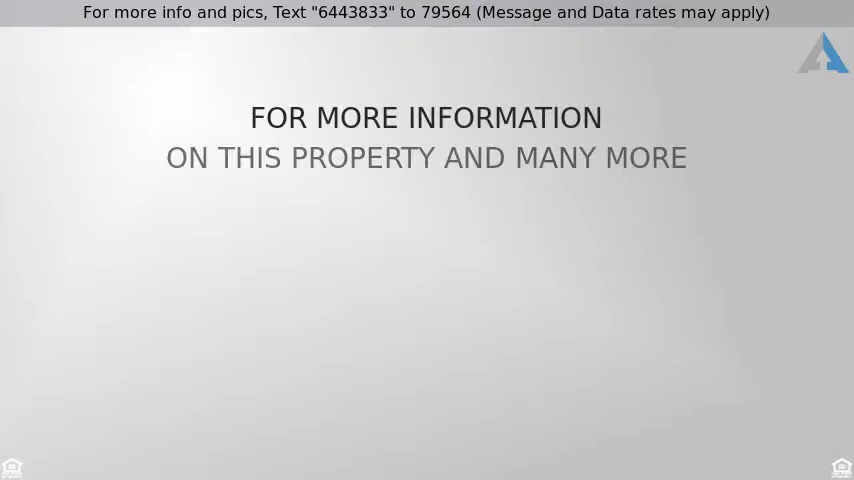 For more info and pics, Text "6443833" to 79564 (Message and Data rates may apply)
FOR MORE INFORMATION
ON THIS PROPERTY AND MANY MORE